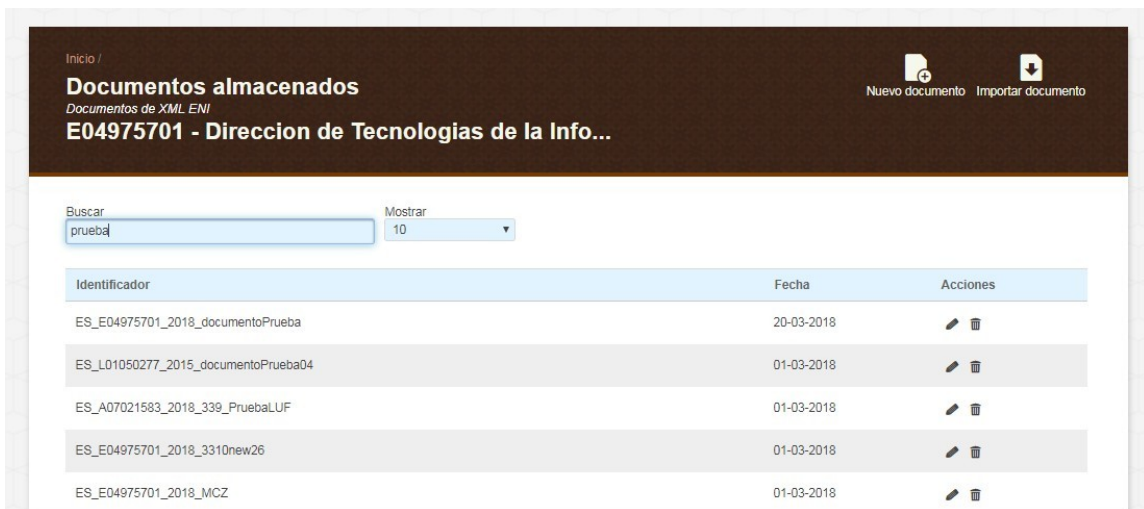 Inicio /
Documentos almacenados
Documentos de XML ENI
E04975701 - Direccion de Tecnologias de la Info...
Nuevo documento Importar documento
Buscar Mostrar
prueba 10
Identificador Fecha Acciones
ES_E04975701_2018_documentoPrueba 20-03-2018
ES_L01050277_2015_documentoPrueba04 01-03-2018
ES_A07021583_2018_339_PruebaLUF 01-03-2018
ES_E04975701_2018_3310new26 01-03-2018
ES_E04975701_2018_MCZ 01-03-2018